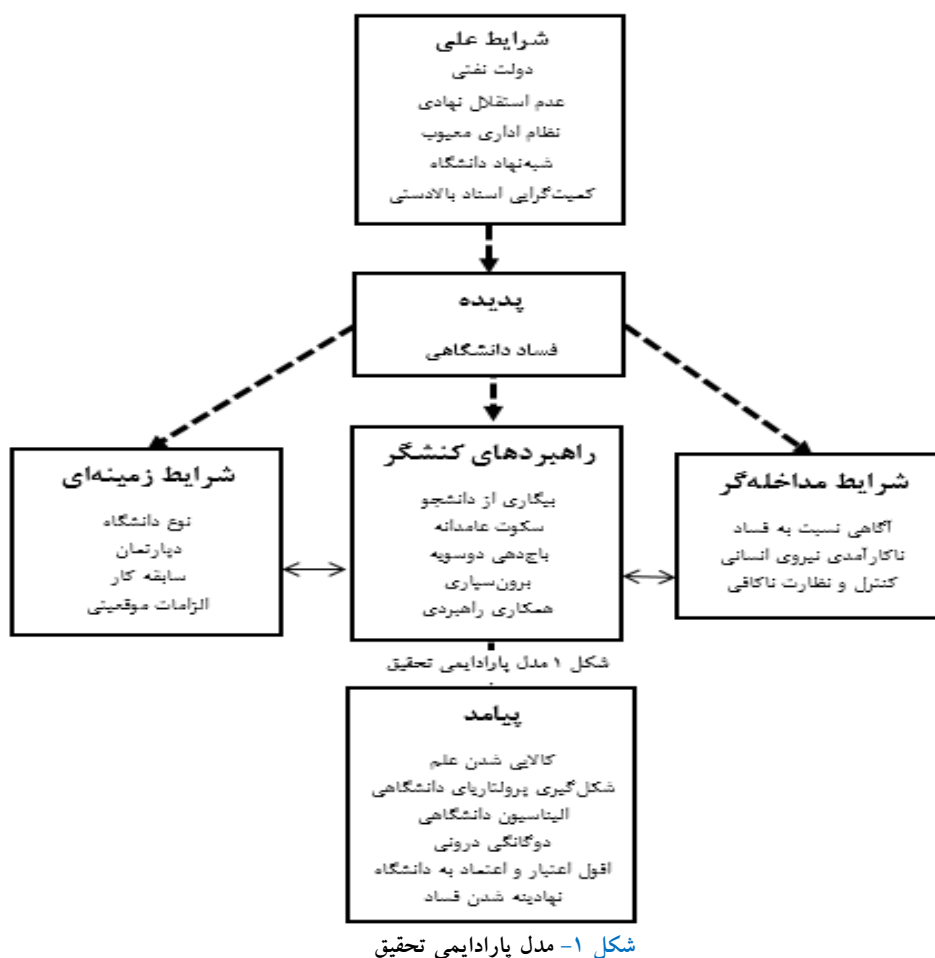 شرایط علی
دولت نفتی
عدم استقلال نهادی
نظام اداری معیوب
شبه‌نهاد دانشگاه
کمیت‌گرایی اسناد بالادستی
پدیده
فساد دانشگاهی
شرایط زمینه‌ای
نوع دانشگاه
دپارتمان
سابقه کار
الزامات موقعیتی
راهبردهای کنشگر
بیگاری از دانشجو
سکوت عامدانه
باج‌دهی دوسویه
برون‌سپاری
همکاری راهبردی
شرایط مداخله‌گر
آگاهی نسبت به فساد
ناکارآمدی نیروی انسانی
کنترل و نظارت ناکافی
شکل ۱ مدل پارادایمی تحقیق
پیامد
کالایی شدن علم
شکل‌گیری پرولتاریای دانشگاهی
الیناسیون دانشگاهی
دوگانگی درونی
افول اعتبار و اعتماد به دانشگاه
نهادینه شدن فساد
شکل ۱- مدل پارادایمی تحقیق